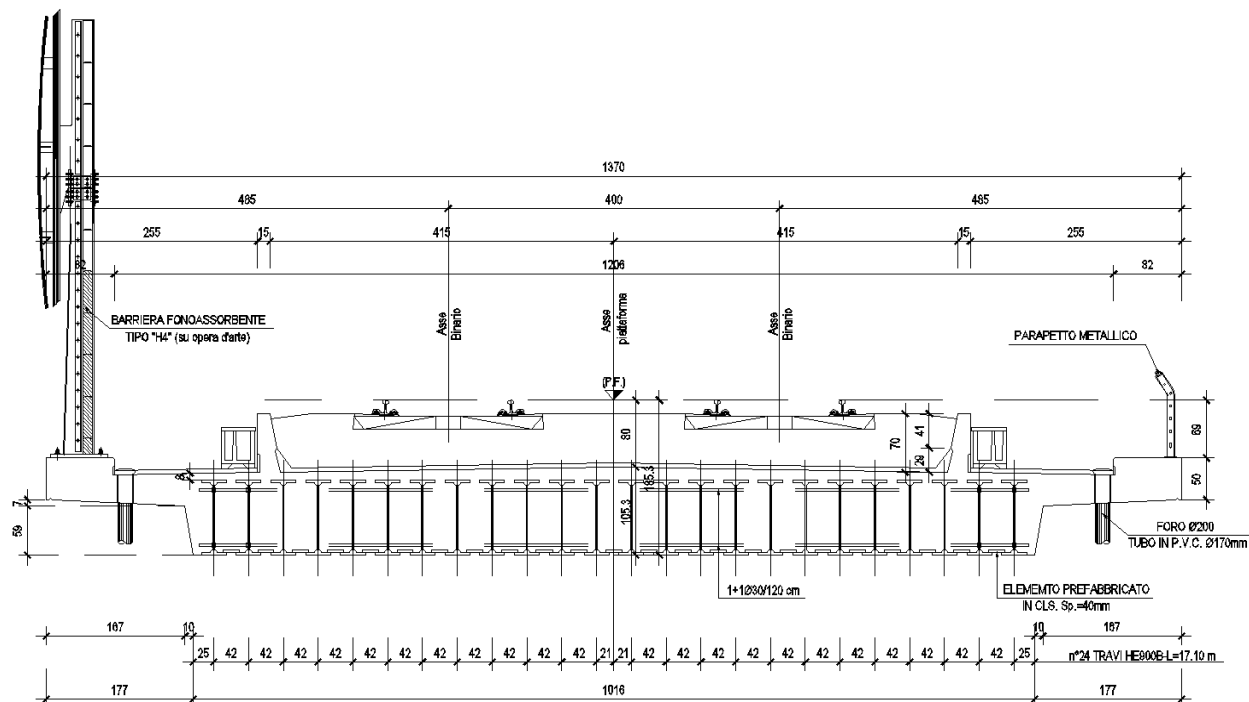 1370
485 400 485
255 15 415 415 15 255
82 1206 82
BARRIERA FONOASSORBENTE
TIPO "H4" (su opera d'arte)
Asse
Binario
Asse
piattaforma
Asse
Binario
PARAPETTO METALLICO
(P.F.)
80
185.3
105.3
70
41
29
69
50
7
59
FORO Ø200
TUBO IN P.V.C. Ø170mm
1+1Ø30/120 cm
ELEMEMTO PREFABBRICATO
IN CLS. Sp.=40mm
167 10 10 167
25 42 42 42 42 42 42 42 42 42 42 42 21 21 42 42 42 42 42 42 42 42 42 42 42 25
n°24 TRAVI HE900B-L=17.10 m
177 1016 177